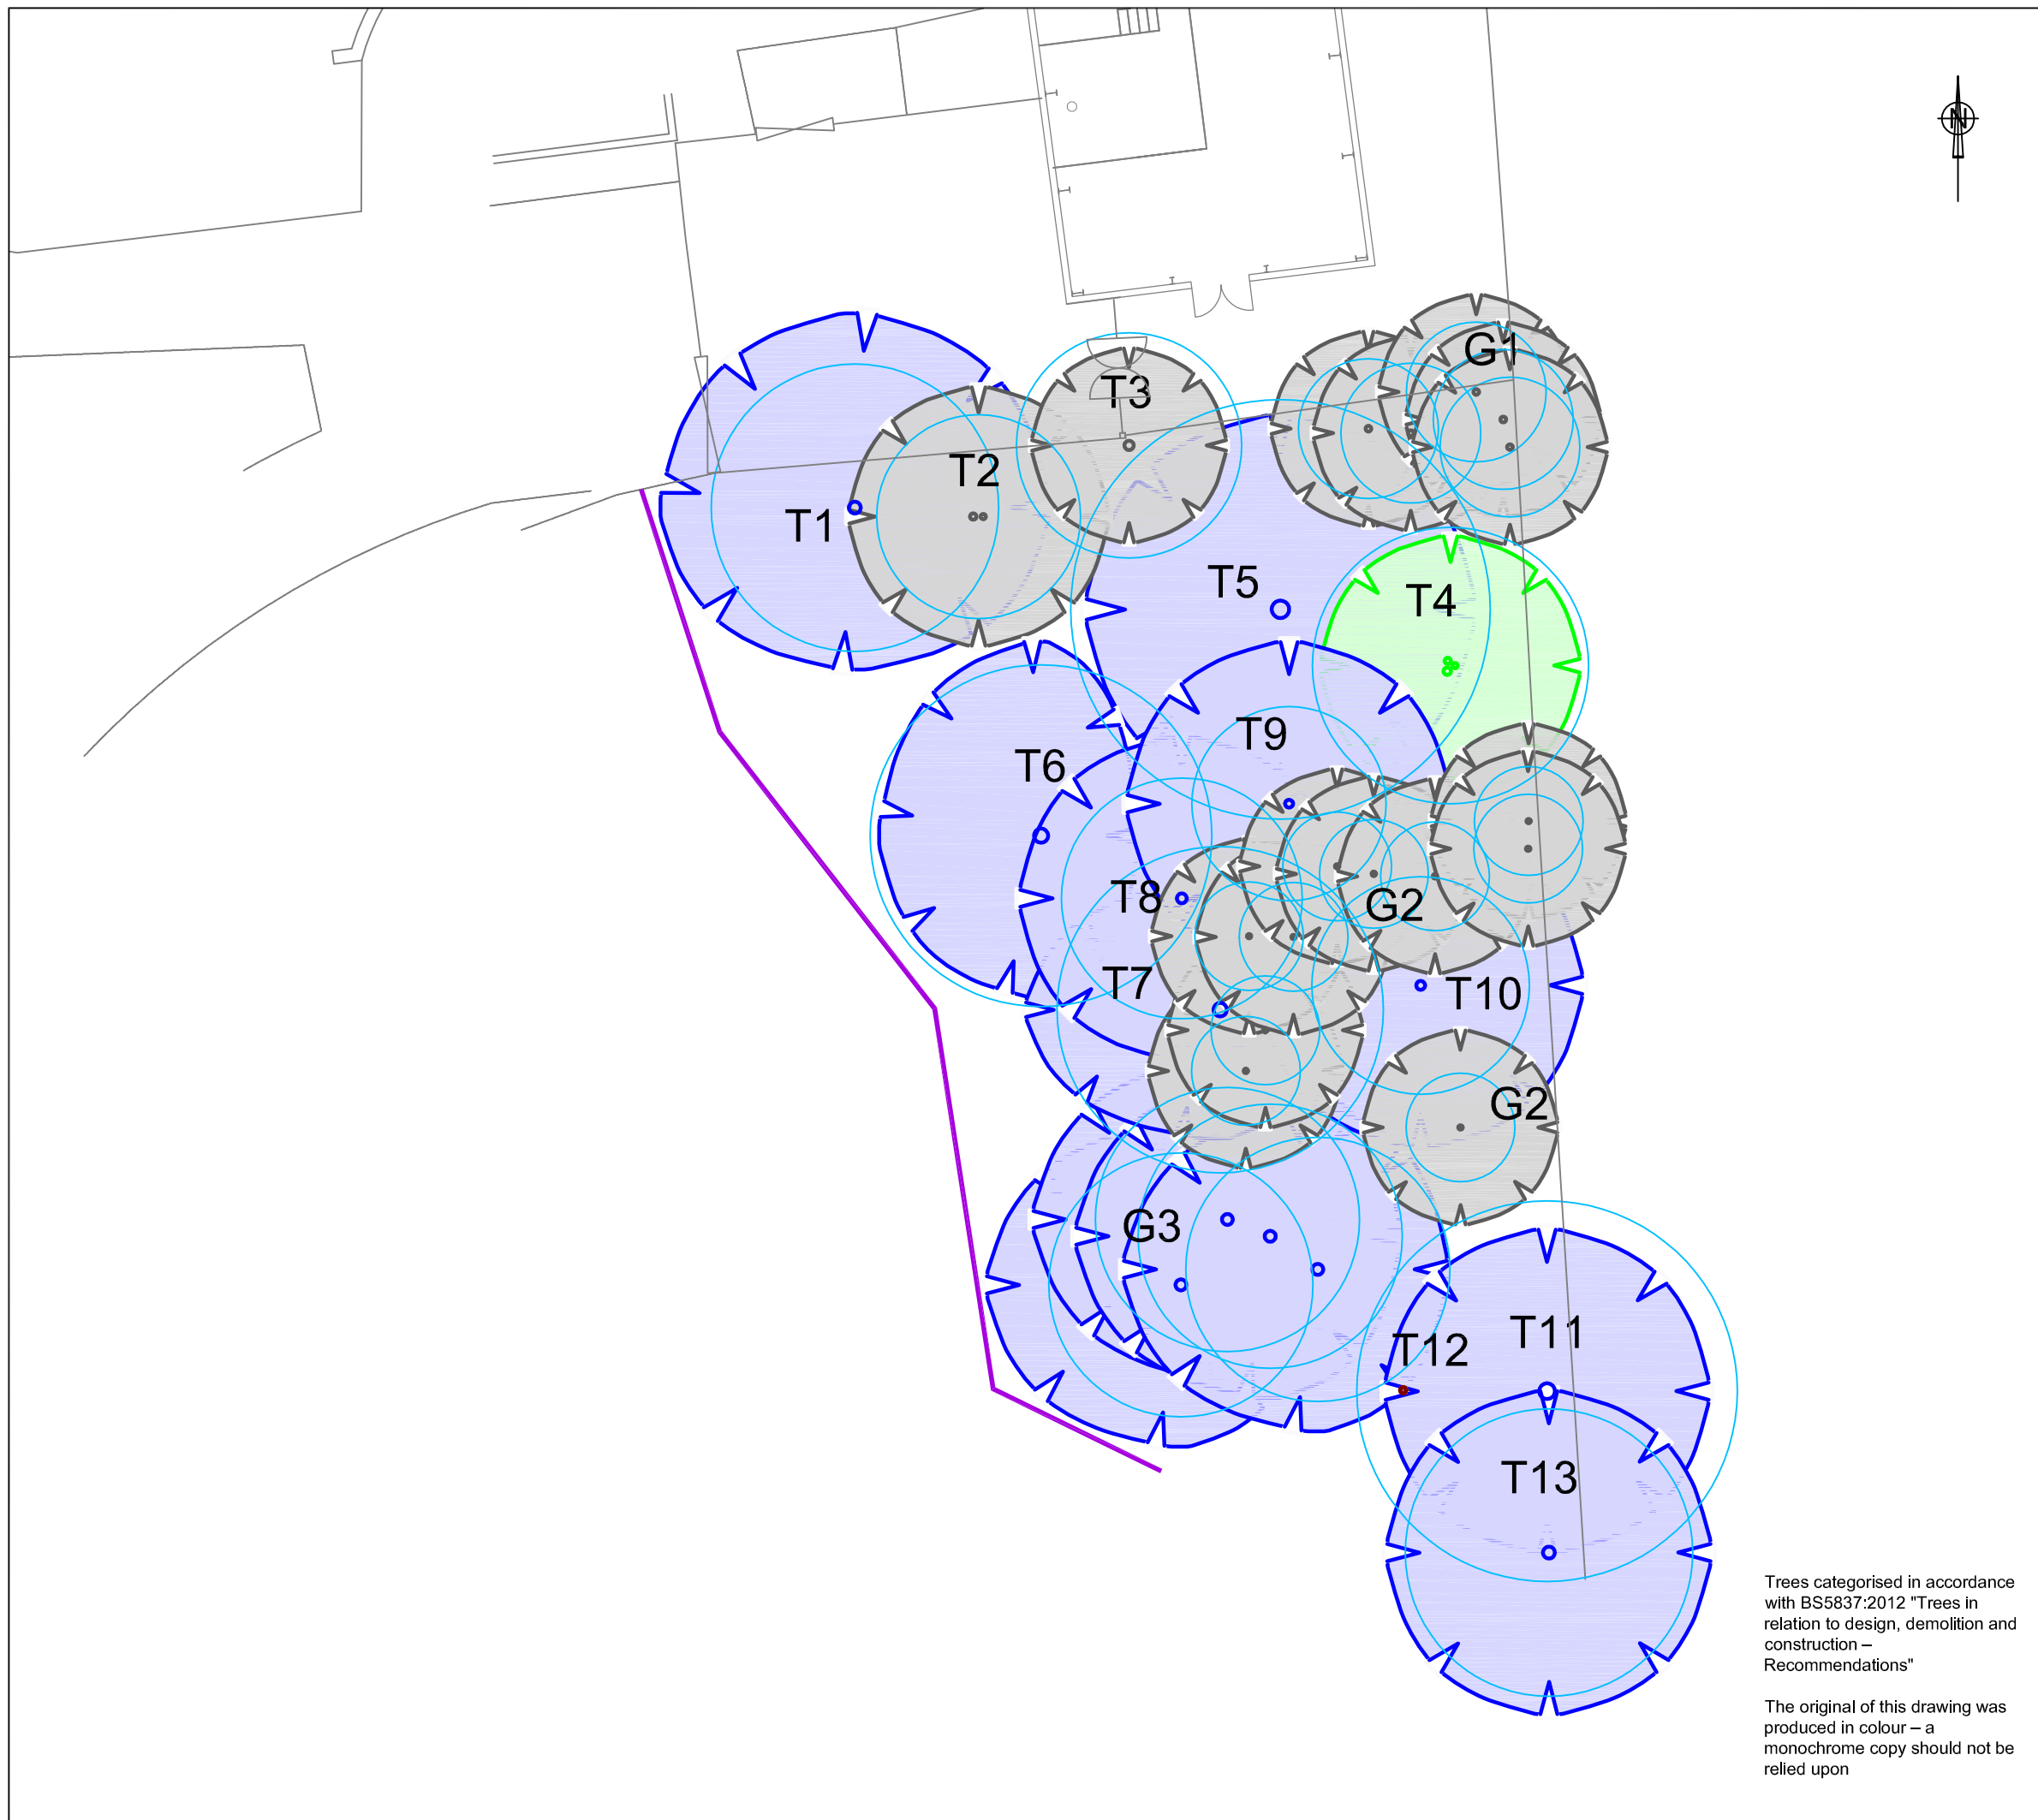 N
G1
T3
T2
T1
T5
T4
T9
T6
T8
G2
T7
T10
G2
G3
T11
T12
T13
Trees categorised in accordance
with BS5837:2012 "Trees in
relation to design, demolition and
construction –
Recommendations"
The original of this drawing was
produced in colour – a
monochrome copy should not be
relied upon